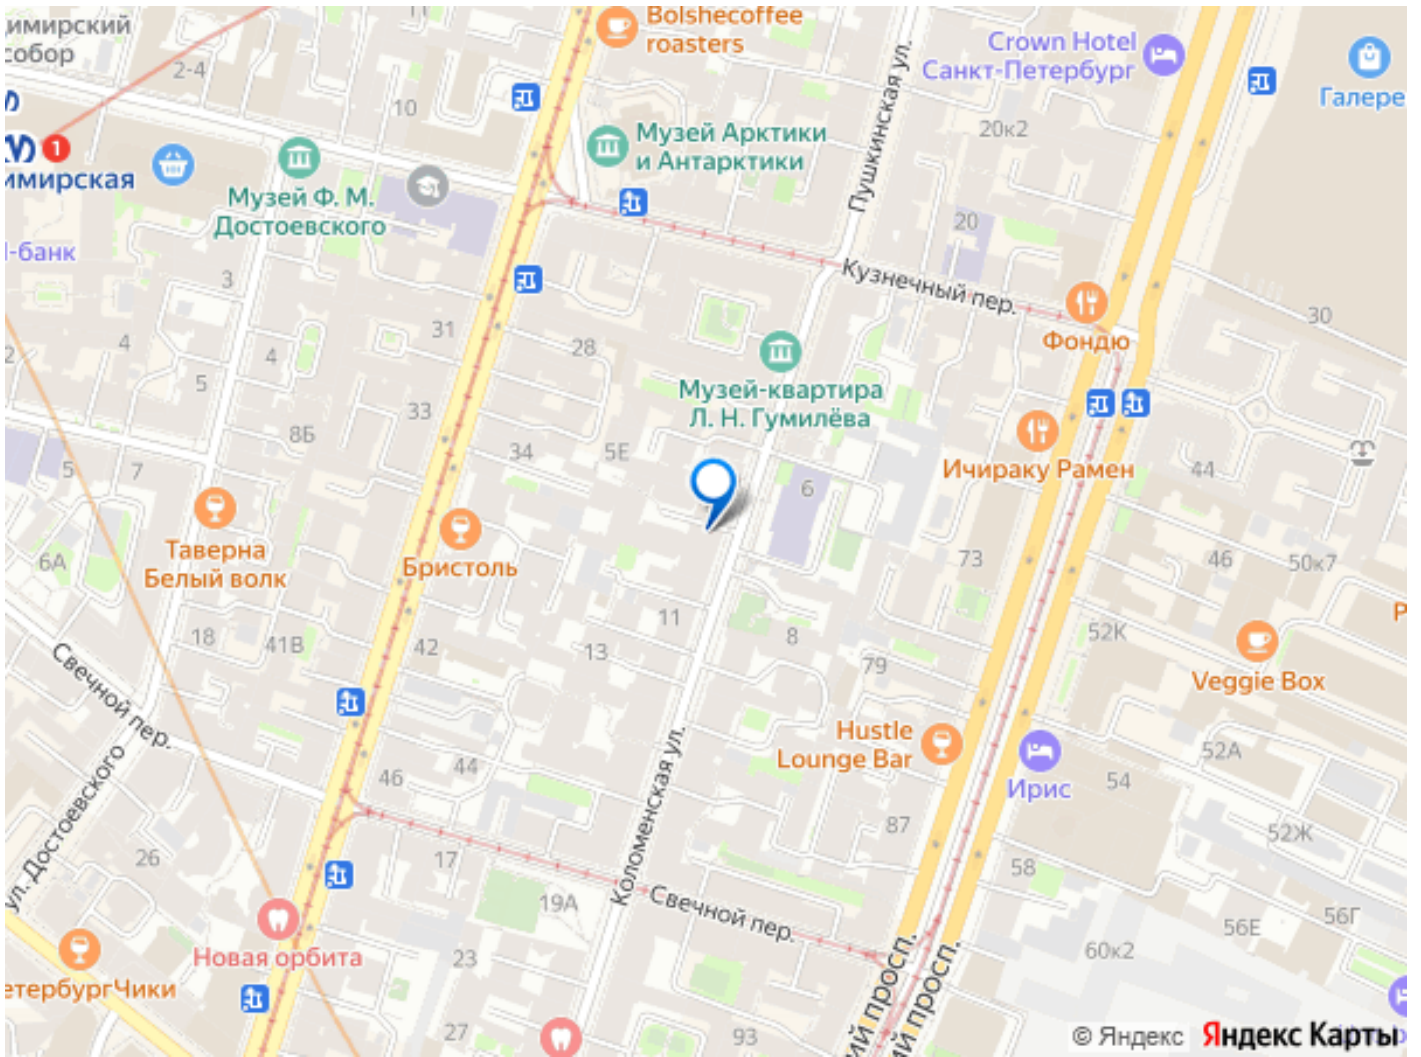 имирский
собор
2-4
10
Bolshecoffee
roasters
Пушкинская ул.
Crown Hotel
Санкт-Петербург
Галере
20к2
1
имирская
Музей Ф. М.
Достоевского
Музей Арктики
и Антарктики
20
-банк
3
Кузнечный пер.
30
4
4
5
31
28
Фондю
Музей-квартира
Л. Н. Гумилёва
33
8Б
34
5Е
Ичираку Рамен
44
5
7
6
Таверна
Белый волк
Бристоль
6А
73
46
50к7
11
18
41В
42
13
8
79
52К
Veggie Box
Свечной пер.
Hustle
Lounge Bar
46
44
Коломенская ул.
Ирис
54
52А
ул. Достоевского
26
17
87
52Ж
58
19А
Свечной пер.
56Е
56Г
60к2
Новая орбита
23
етербургЧики
27
93
ий просп.
ий просп.
© Яндекс Яндекс Карты